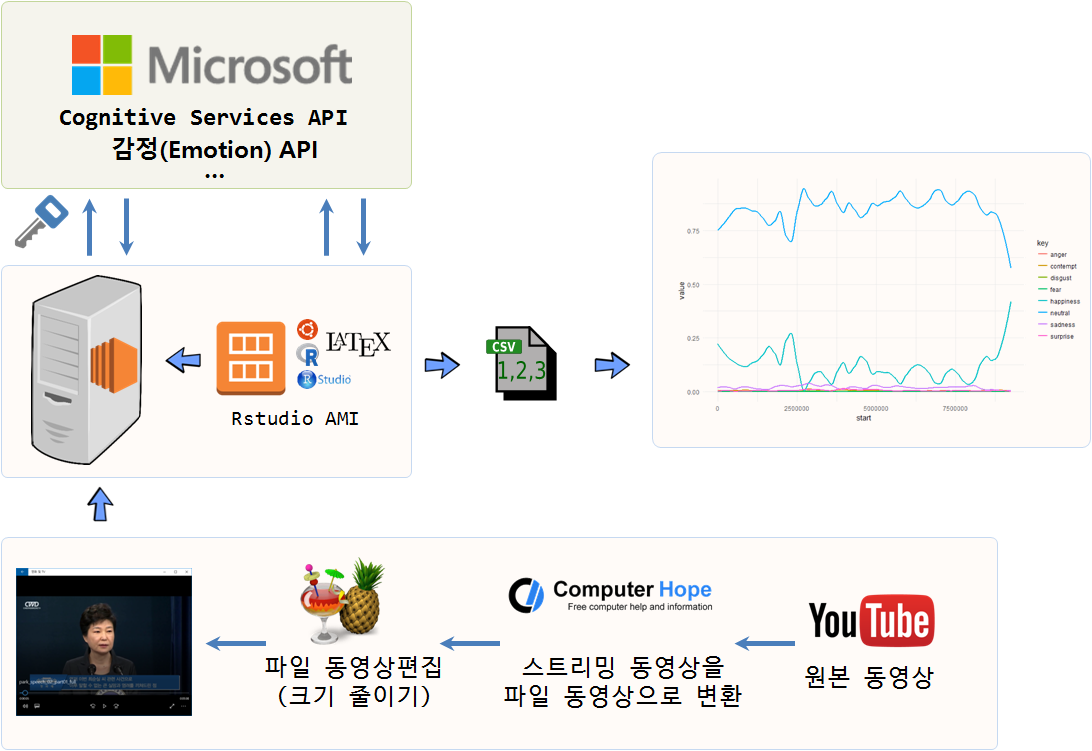 Microsoft
Cognitive Services API
감정(Emotion) API
...
LATEX
R
R Studio
Rstudio AMI
CSV
1,2,3
value
0.75
0.50
0.25
0.00
0
2500000
5000000
7500000
start
key
anger
contempt
disgust
fear
happiness
neutral
sadness
surprise
파일 동영상편집
(크기 줄이기)
Computer Hope
Free computer help and information
스트리밍 동영상을
파일 동영상으로 변환
YouTube
원본 동영상